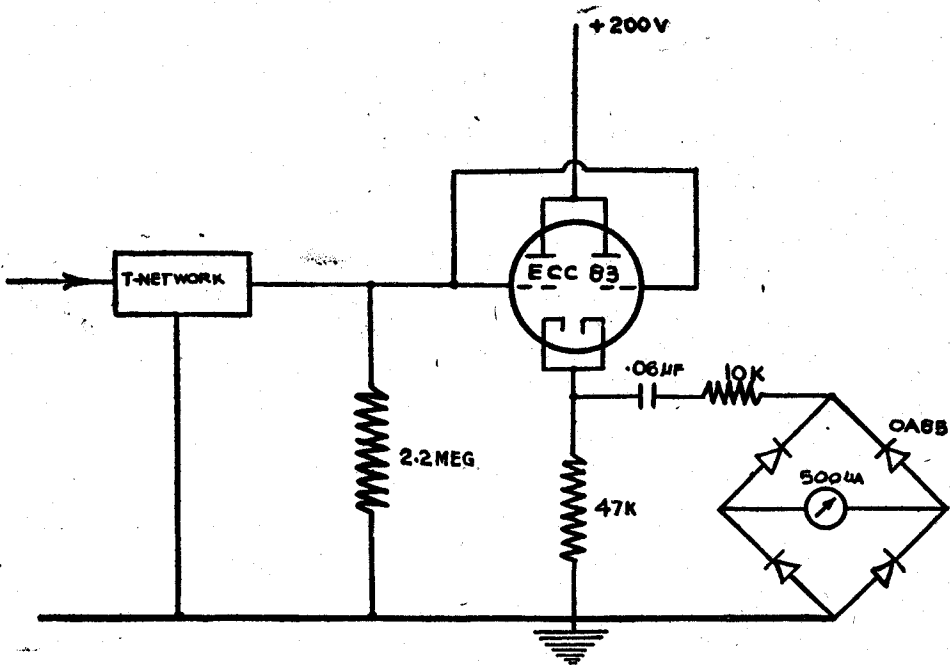 +200V
T-NETWORK
ECC 83
.06µF
10K
OA85
2.2MEG
500µA
47K